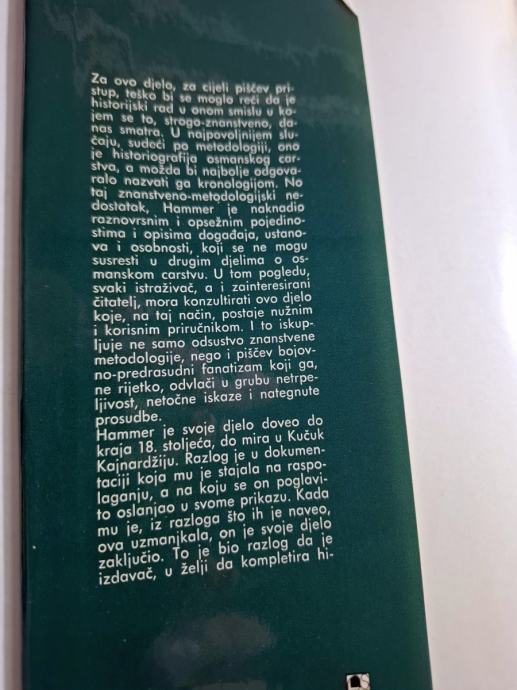 Za ovo djelo, za cijeli piščev pri-
stup, teško bi se moglo reći da je
historijski rad u onom smislu u ko-
jem se to, strogo-znanstveno, da-
nas smatra. U najpovoljnijem slu-
čaju, sudeći po metodologiji, ono
je historiografija osmanskog car-
stva, a možda bi najbolje odgova-
ralo nazvati ga kronologijom. No
taj znanstveno-metodologijski ne-
dostatak, Hammer je naknadio
raznovrsnim i opsežnim pojedino-
stima i opisima događaja, ustano-
va i osobnosti, koji se ne mogu
susresti u drugim djelima o os-
manskom carstvu. U tom pogledu,
svaki istraživač, a i zainteresirani
čitatelj, mora konzultirati ovo djelo
koje, na taj način, postaje nužnim
i korisnim priručnikom. I to iskup-
ljuje ne samo odsustvo znanstvene
metodologije, nego i piščev bojov-
no-predrasudni fanatizam koji ga,
ne rijetko, odvlači u grubu netrpe-
ljivost, netočne iskaze i nategnute
prosudbe.
Hammer je svoje djelo doveo do
kraja 18. stoljeća, do mira u Kučuk
Kajnardžiju. Razlog je u dokumen-
taciji koja mu je stajala na raspo-
laganju, a na koju se on poglavi-
to oslanjao u svome prikazu. Kada
mu je, iz razloga što ih je naveo,
ova uzmanjkala, on je svoje djelo
zaključio. To je bio razlog da je
izdavač, u želji da kompletira hi-